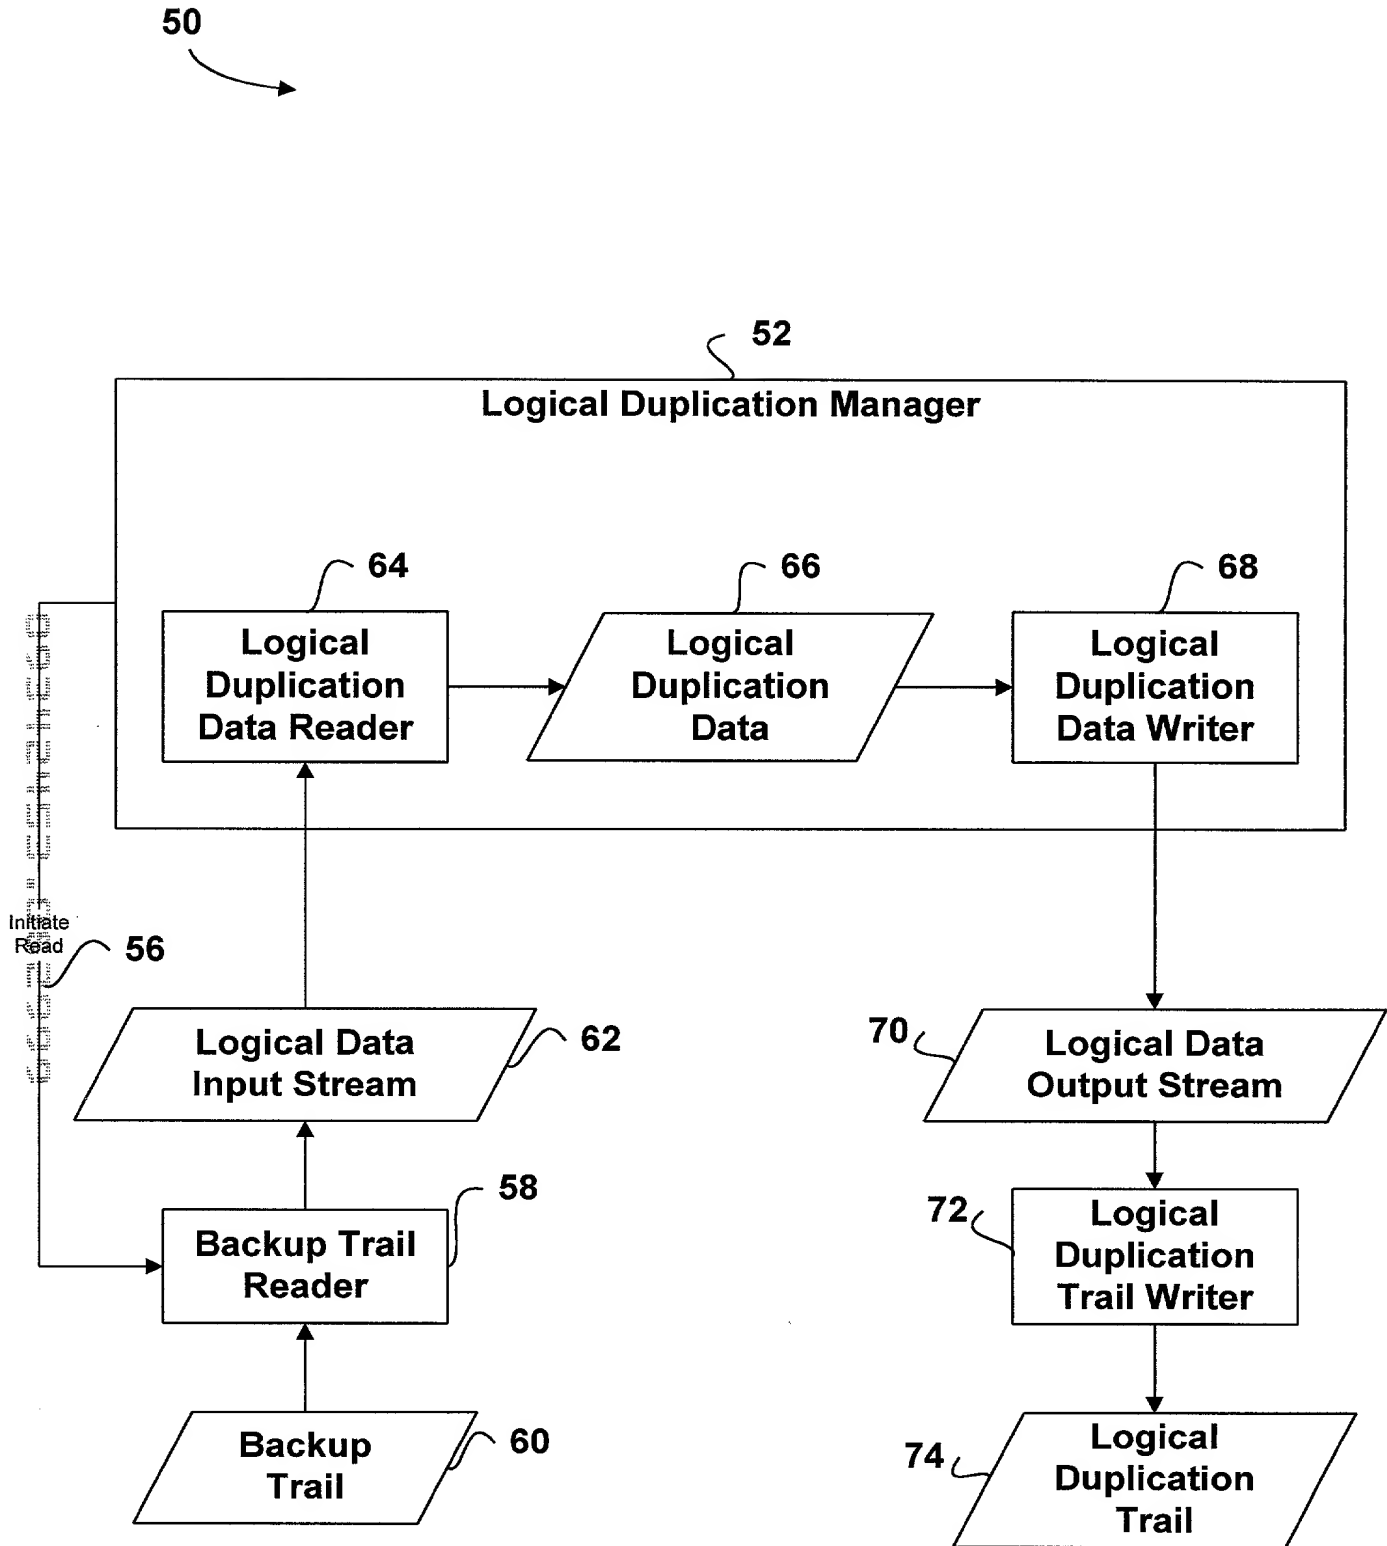 50
52
Logical Duplication Manager
64
66
68
Logical
Duplication
Data Reader
Logical
Duplication
Data
Logical
Duplication
Data Writer
Initiate
Read
56
Logical Data
Input Stream
62
70
Logical Data
Output Stream
58
Backup Trail
Reader
72
Logical
Duplication
Trail Writer
Backup
Trail
60
74
Logical
Duplication
Trail